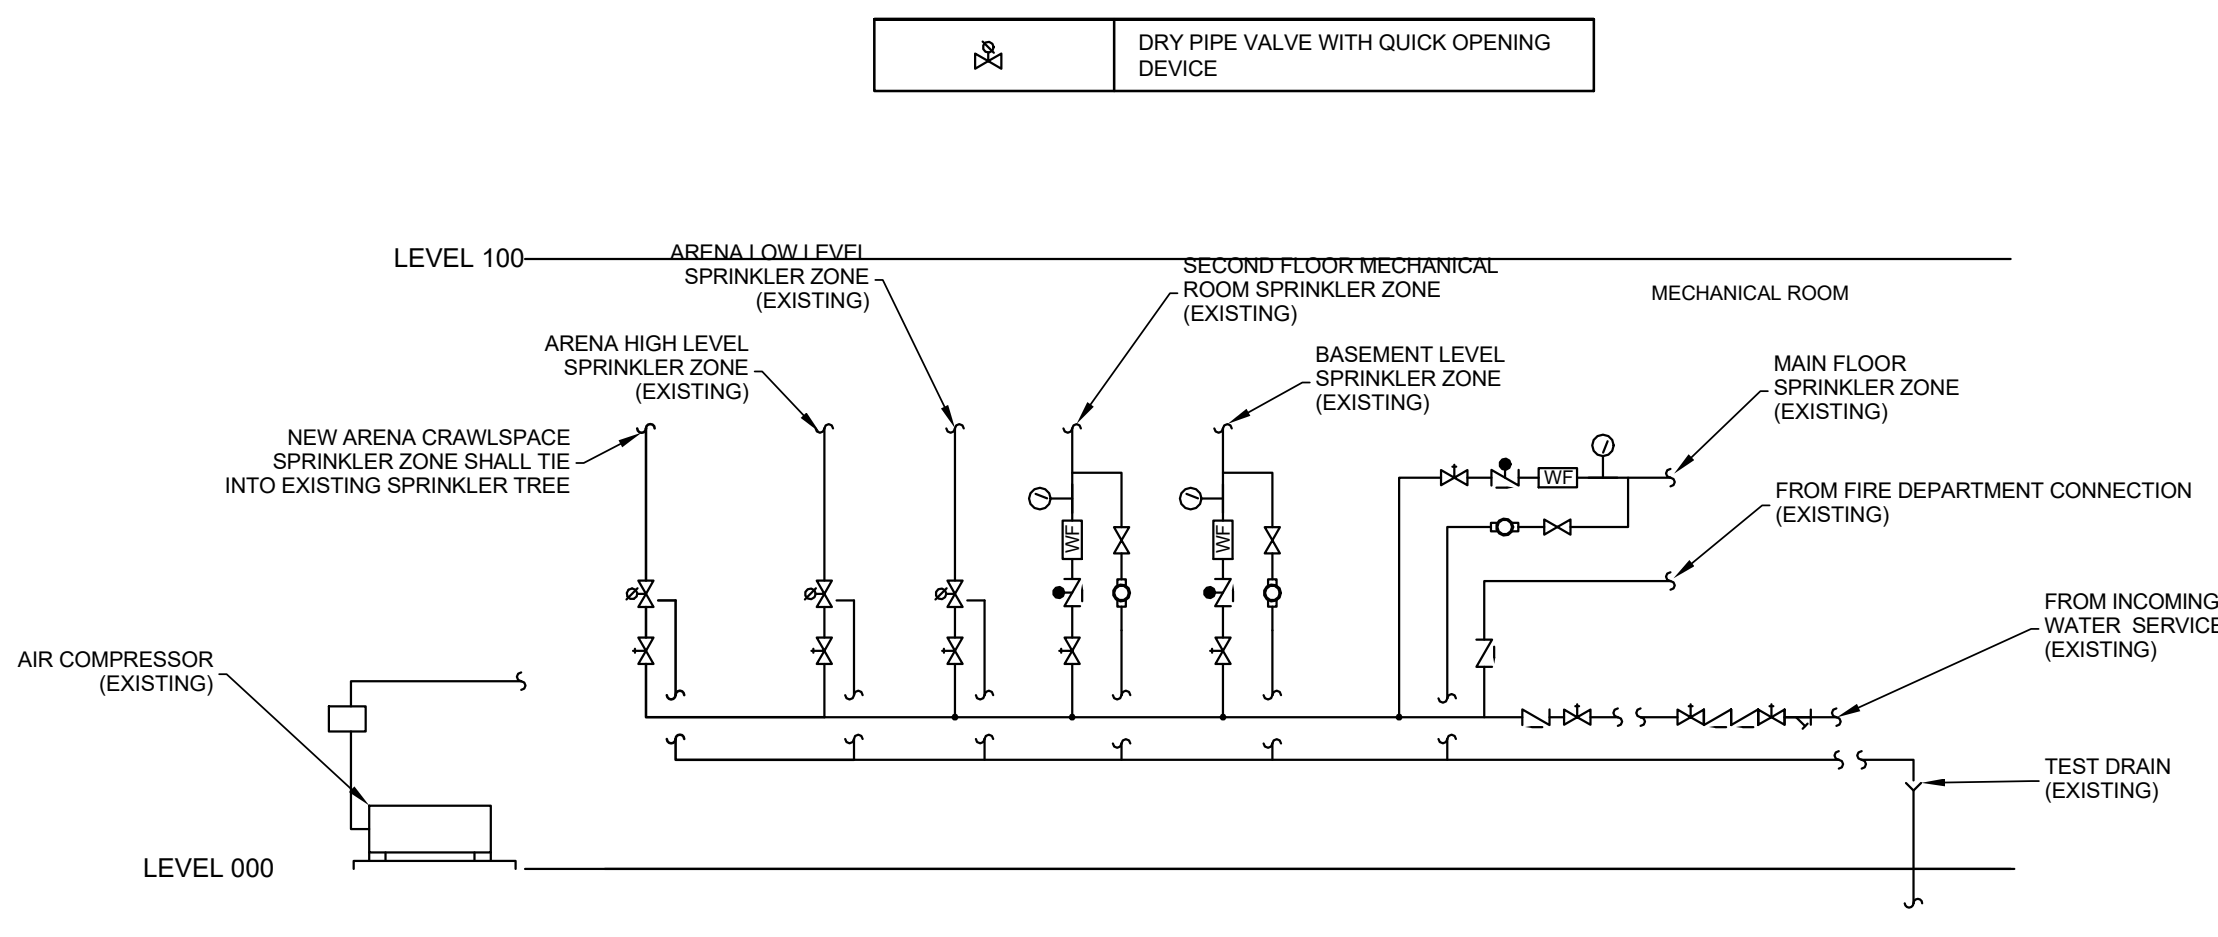 DRY PIPE VALVE WITH QUICK OPENING
DEVICE
LEVEL 100
ARENA LOW LEVEL
SPRINKLER ZONE
(EXISTING)
SECOND FLOOR MECHANICAL
ROOM SPRINKLER ZONE
(EXISTING)
MECHANICAL ROOM
ARENA HIGH LEVEL
SPRINKLER ZONE
(EXISTING)
BASEMENT LEVEL
SPRINKLER ZONE
(EXISTING)
MAIN FLOOR
SPRINKLER ZONE
(EXISTING)
NEW ARENA CRAWLSPACE
SPRINKLER ZONE SHALL TIE
INTO EXISTING SPRINKLER TREE
WF
FROM FIRE DEPARTMENT CONNECTION
(EXISTING)
WF
WF
FROM INCOMING
WATER SERVICE
(EXISTING)
AIR COMPRESSOR
(EXISTING)
TEST DRAIN
(EXISTING)
LEVEL 000